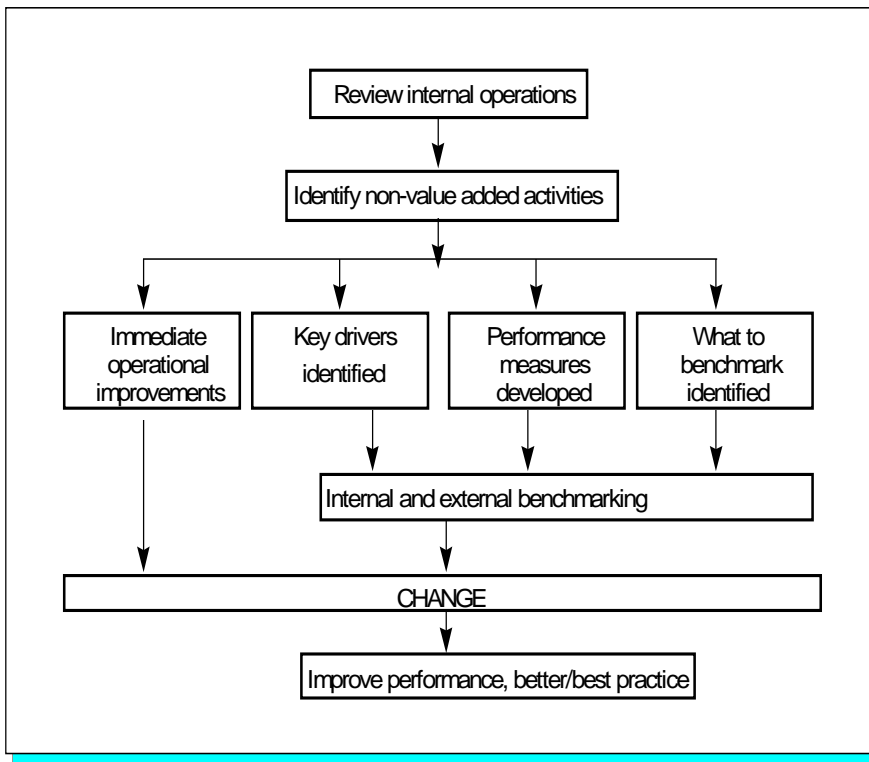 Review internal operations
Identify non-value added activities
Immediate
operational
improvements
Key drivers
identified
Performance
measures
developed
What to
benchmark
identified
Internal and external benchmarking
CHANGE
Improve performance, better/best practice